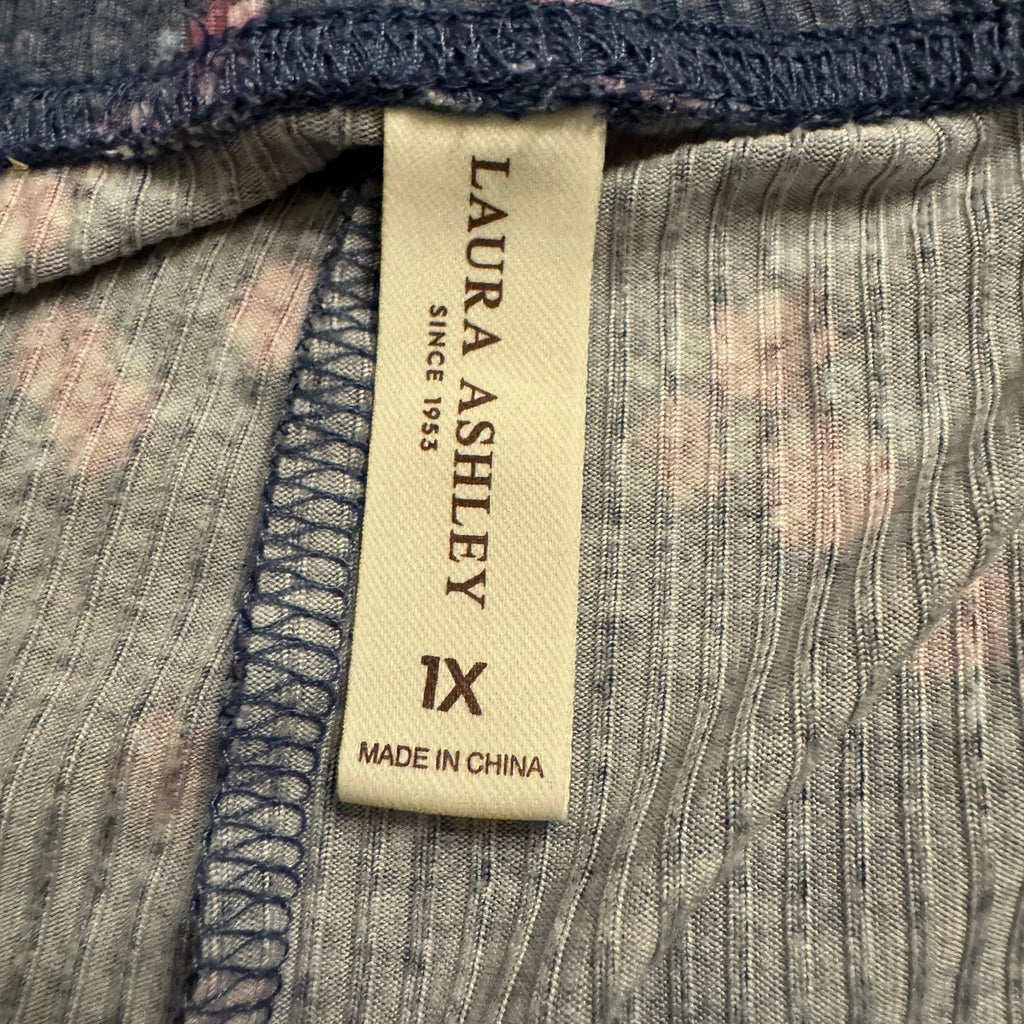 LAURA ASHLEY
SINCE 1953
1X
MADE IN CHINA